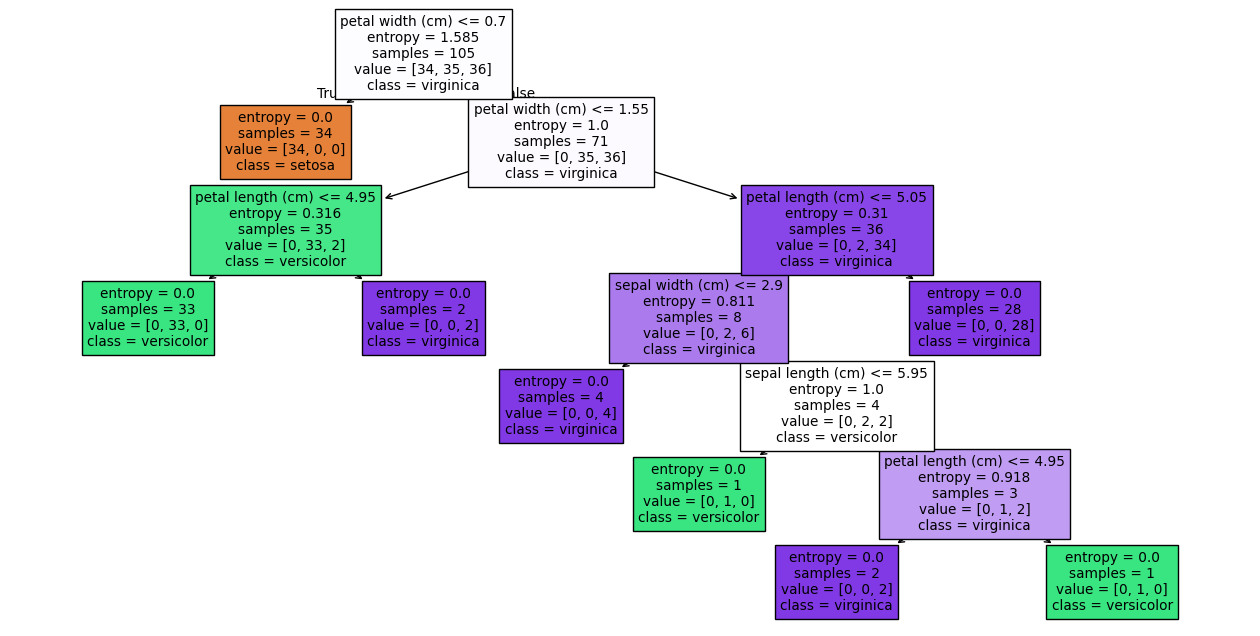 petal width (cm) <= 0.7
entropy = 1.585
samples = 105
value = [34, 35, 36]
class = virginica
petal width (cm) <= 1.55
entropy = 1.0
samples = 71
value = [0, 35, 36]
class = virginica
entropy = 0.0
samples = 34
value = [34, 0, 0]
class = setosa
petal length (cm) <= 4.95
entropy = 0.316
samples = 35
value = [0, 33, 2]
class = versicolor
petal length (cm) <= 5.05
entropy = 0.31
samples = 36
value = [0, 2, 34]
class = virginica
entropy = 0.0
samples = 33
value = [0, 33, 0]
class = versicolor
entropy = 0.0
samples = 2
value = [0, 0, 2]
class = virginica
sepal width (cm) <= 2.9
entropy = 0.811
samples = 8
value = [0, 2, 6]
class = virginica
entropy = 0.0
samples = 28
value = [0, 0, 28]
class = virginica
entropy = 0.0
samples = 4
value = [0, 0, 4]
class = virginica
sepal length (cm) <= 5.95
entropy = 1.0
samples = 4
value = [0, 2, 2]
class = versicolor
entropy = 0.0
samples = 1
value = [0, 1, 0]
class = versicolor
petal length (cm) <= 4.95
entropy = 0.918
samples = 3
value = [0, 1, 2]
class = virginica
entropy = 0.0
samples = 2
value = [0, 0, 2]
class = virginica
entropy = 0.0
samples = 1
value = [0, 1, 0]
class = versicolor